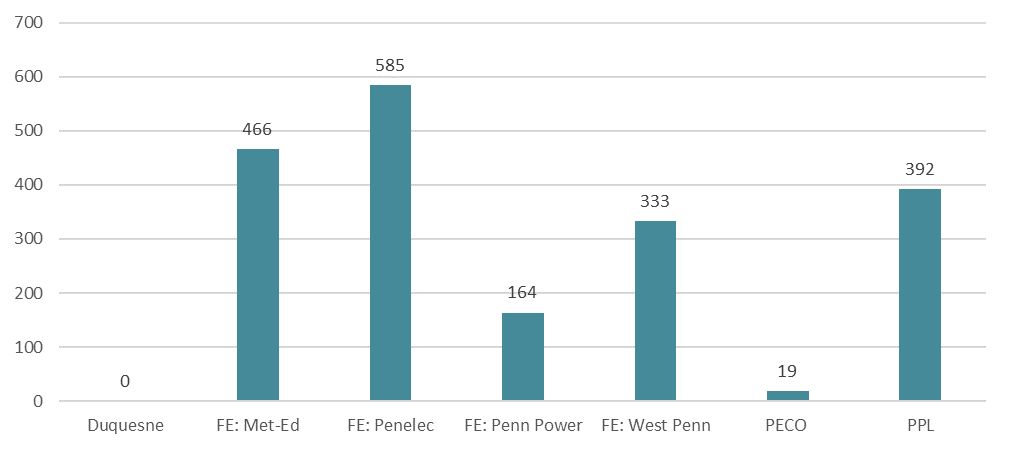 700
600
500
400
300
200
100
0
0
466
585
164
333
19
392
Duquesne
FE: Met-Ed
FE: Penelec
FE: Penn Power
FE: West Penn
PECO
PPL